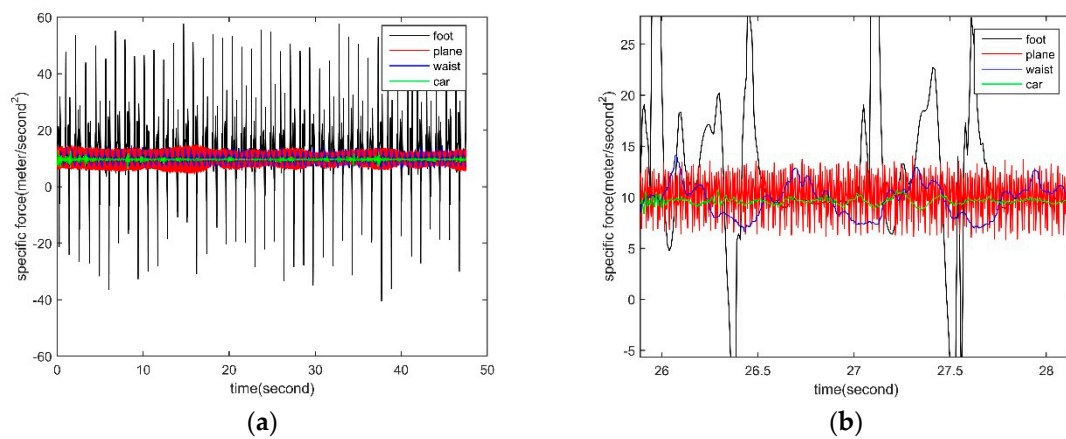 60
40
20
0
-20
-40
-60
specific force(meter/second²)
0 10 20 30 40 50
time(second)
foot
plane
waist
car
(a)
25
20
15
10
5
0
-5
specific force(meter/second²)
26 26.5 27 27.5 28
time(second)
foot
plane
waist
car
(b)